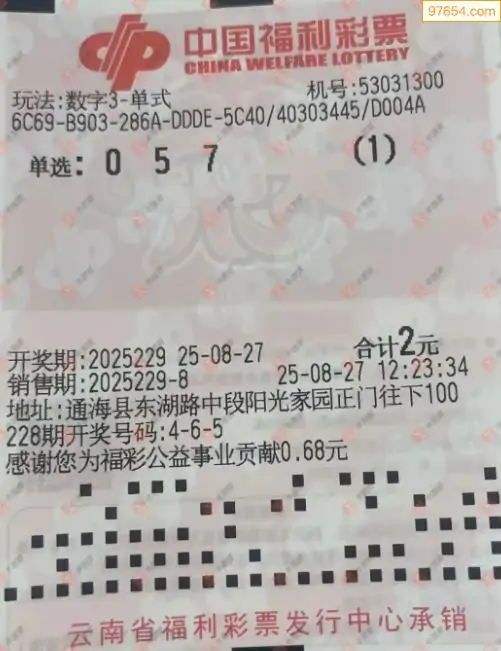 97654.com
中国福利彩票
CHINA WELFARE LOTTERY
玩法:数字3-单式 机号:53031300
6C69-B903-286A-DDDE-5C40/40303445/D004A
单选: 0 5 7 (1)
开奖期:2025229 25-08-27 合计2元
销售期:2025229-8 25-08-27 12:23:34
地址:通海县东湖路中段阳光家园正门往下100
228期开奖号码:4-6-5
感谢您为福彩公益事业贡献0.68元
云南省福利彩票发行中心承销